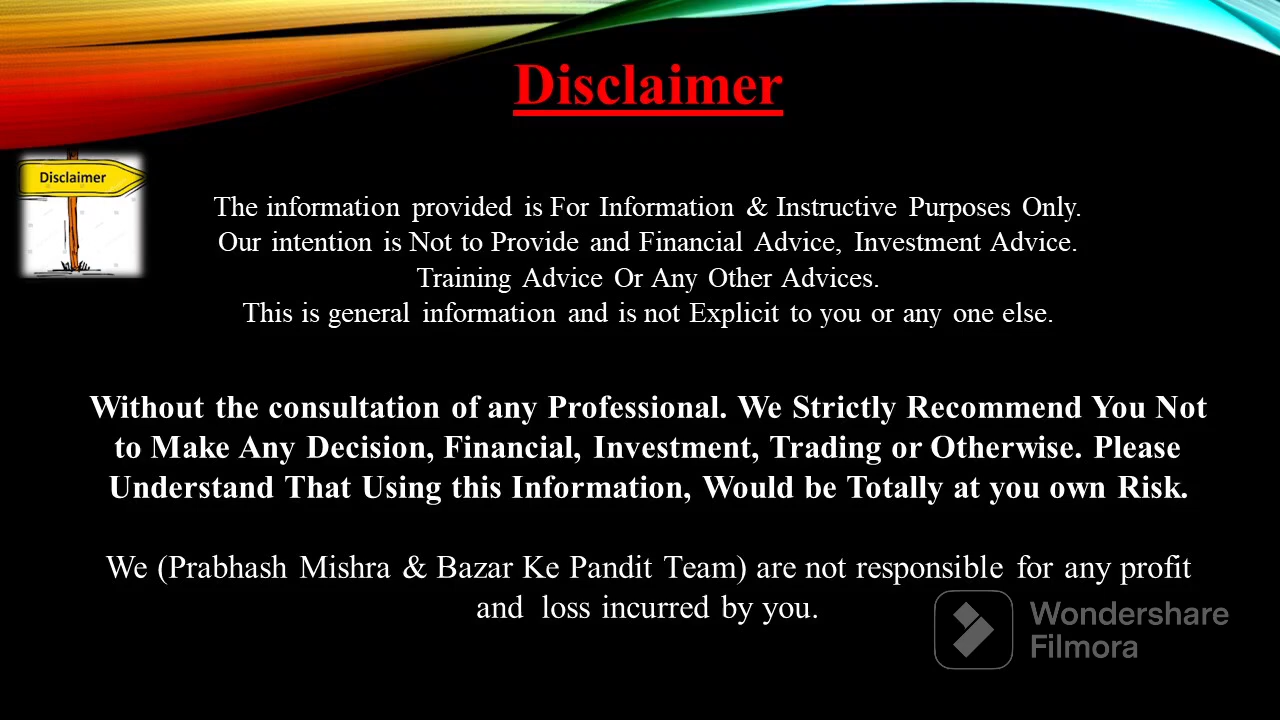 Disclaimer
Disclaimer
The information provided is For Information & Instructive Purposes Only.
Our intention is Not to Provide and Financial Advice, Investment Advice.
Training Advice Or Any Other Advices.
This is general information and is not Explicit to you or any one else.
Without the consultation of any Professional. We Strictly Recommend You Not
to Make Any Decision, Financial, Investment, Trading or Otherwise. Please
Understand That Using this Information, Would be Totally at you own Risk.
We (Prabhash Mishra & Bazar Ke Pandit Team) are not responsible for any profit
and loss incurred by you.
Wondershare
Filmora